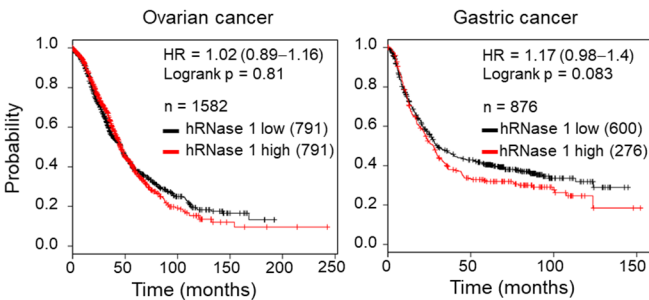 Ovarian cancer
HR = 1.02 (0.89–1.16)
Logrank p = 0.81
n = 1582
hRNase 1 low (791)
hRNase 1 high (791)
Probability
1.0
0.8
0.6
0.4
0.2
0.0
0 50 100 150 200 250
Time (months)
Gastric cancer
HR = 1.17 (0.98–1.4)
Logrank p = 0.083
n = 876
hRNase 1 low (600)
hRNase 1 high (276)
1.0
0.8
0.6
0.4
0.2
0.0
0 50 100 150
Time (months)